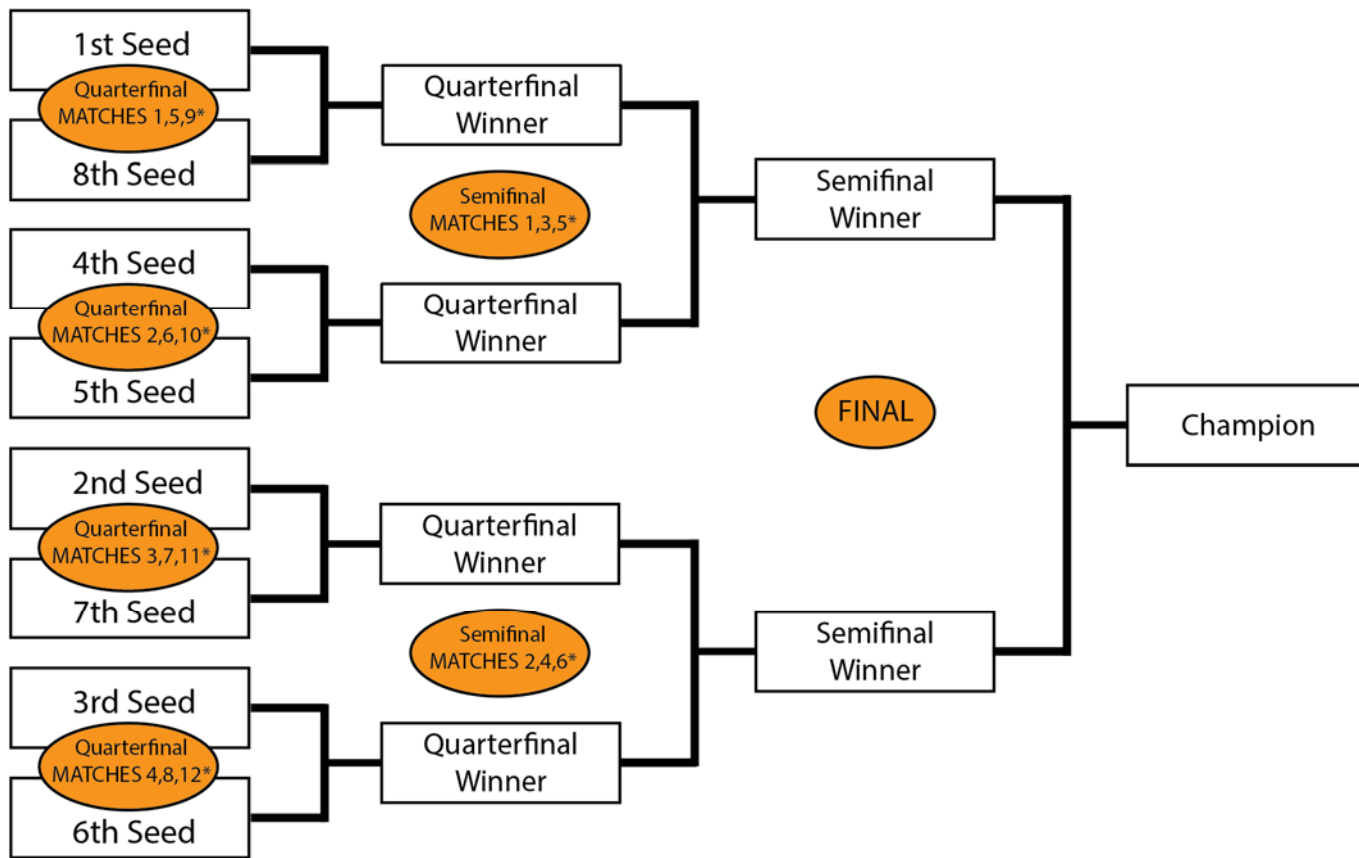 1st Seed
Quarterfinal
MATCHES 1,5,9*
8th Seed
4th Seed
Quarterfinal
MATCHES 2,6,10*
5th Seed
2nd Seed
Quarterfinal
MATCHES 3,7,11*
7th Seed
3rd Seed
Quarterfinal
MATCHES 4,8,12*
6th Seed
Quarterfinal
Winner
Semifinal
MATCHES 1,3,5*
Quarterfinal
Winner
Quarterfinal
Winner
Semifinal
MATCHES 2,4,6*
Quarterfinal
Winner
Semifinal
Winner
FINAL
Semifinal
Winner
Champion